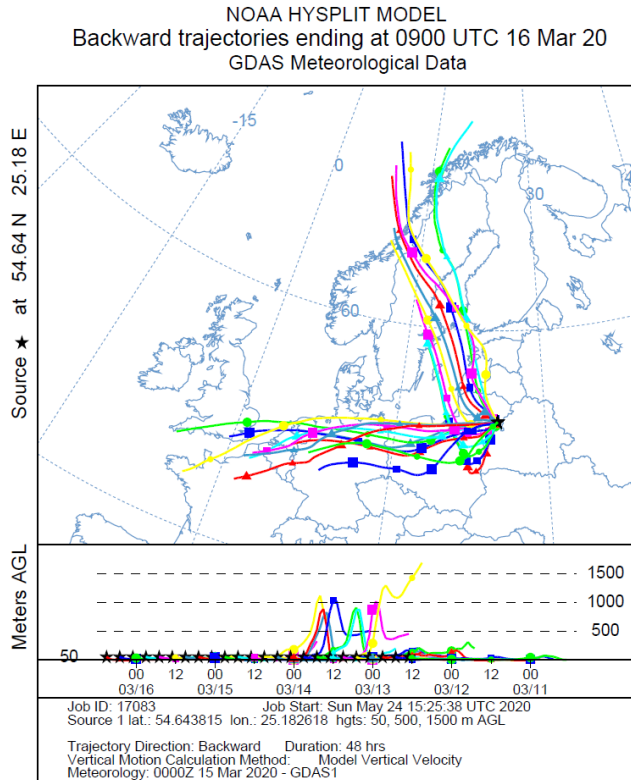 NOAA HYSPLIT MODEL
Backward trajectories ending at 0900 UTC 16 Mar 20
GDAS Meteorological Data
Source ★ at 54.64 N 25.18 E
-15
0
30
60
Meters AGL
1500
1000
500
50
00 12 00 12 00 12 00 12 00 12 00
03/16 03/15 03/14 03/13 03/12 03/11
Job ID: 17083 Job Start: Sun May 24 15:25:38 UTC 2020
Source 1 lat.: 54.643815 lon.: 25.182618 hgts: 50, 500, 1500 m AGL
Trajectory Direction: Backward Duration: 48 hrs
Vertical Motion Calculation Method: Model Vertical Velocity
Meteorology: 0000Z 15 Mar 2020 - GDAS1